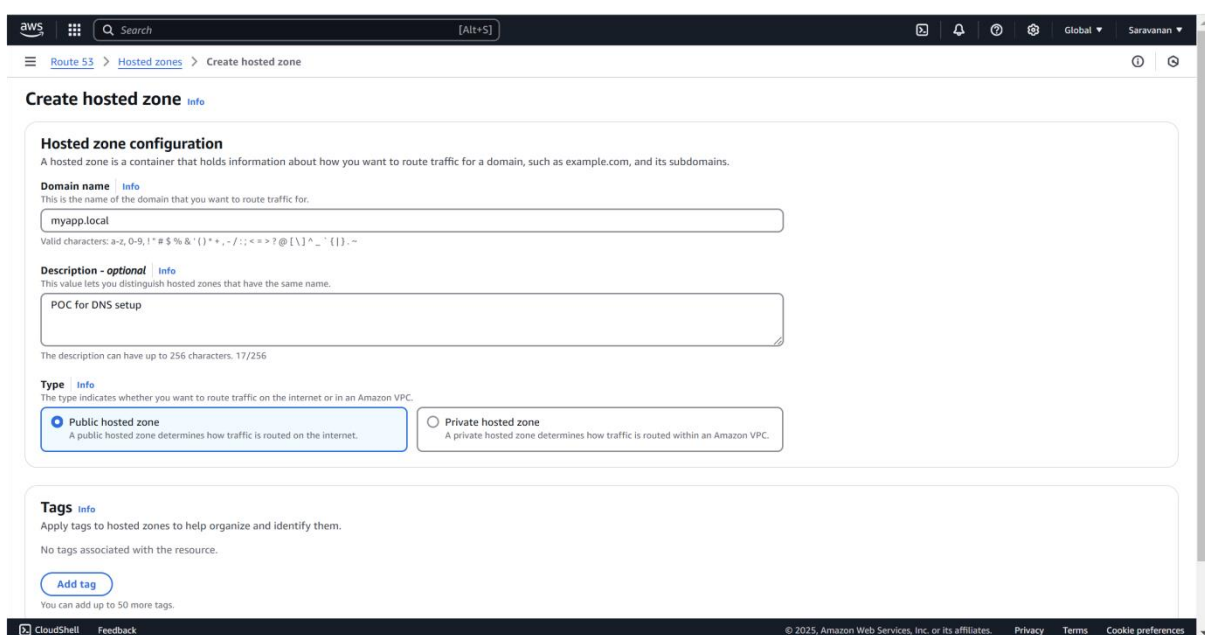 aws
Search [Alt+S] Global ▼ Saravanan ▼
Route 53 > Hosted zones > Create hosted zone
Create hosted zone Info
Hosted zone configuration
A hosted zone is a container that holds information about how you want to route traffic for a domain, such as example.com, and its subdomains.
Domain name Info
This is the name of the domain that you want to route traffic for.
myapp.local
Valid characters: a-z, 0-9, ! " # $ % & ' ( ) * + , - / : ; < = > ? @ [ \ ] ^ _ ` { | } . ~
Description - optional Info
This value lets you distinguish hosted zones that have the same name.
POC for DNS setup
The description can have up to 256 characters. 17/256
Type Info
The type indicates whether you want to route traffic on the internet or in an Amazon VPC.
Public hosted zone
A public hosted zone determines how traffic is routed on the internet.
Private hosted zone
A private hosted zone determines how traffic is routed within an Amazon VPC.
Tags Info
Apply tags to hosted zones to help organize and identify them.
No tags associated with the resource.
Add tag
You can add up to 50 more tags.
CloudShell Feedback © 2025, Amazon Web Services, Inc. or its affiliates. Privacy Terms Cookie preferences